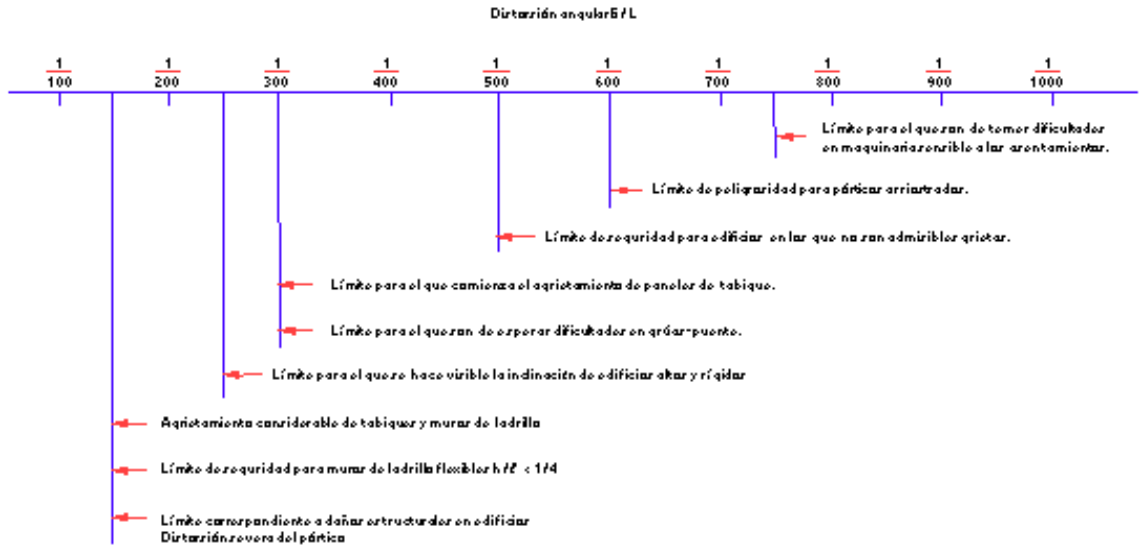 Distorsión angular δ / L
1/100 1/200 1/300 1/400 1/500 1/600 1/700 1/800 1/900 1/1000
Límite para el que son de temer dificultades
en maquinaria sensible a los asentamientos.
Límite de peligrosidad para pórticos arriostrados.
Límite de seguridad para edificios en los que no son admisibles grietas.
Límite para el que comienza el agrietamiento de paneles de tabique.
Límite para el que son de esperar dificultades en grúas-puente.
Límite para el que se hace visible la inclinación de edificios altos y rígidos
Agrietamiento considerable de tabiques y muros de ladrillo
Límite de seguridad para muros de ladrillo flexibles h / ℓ < 1/4
Límite correspondiente a daños estructurales en edificios
Distorsión severa del pórtico